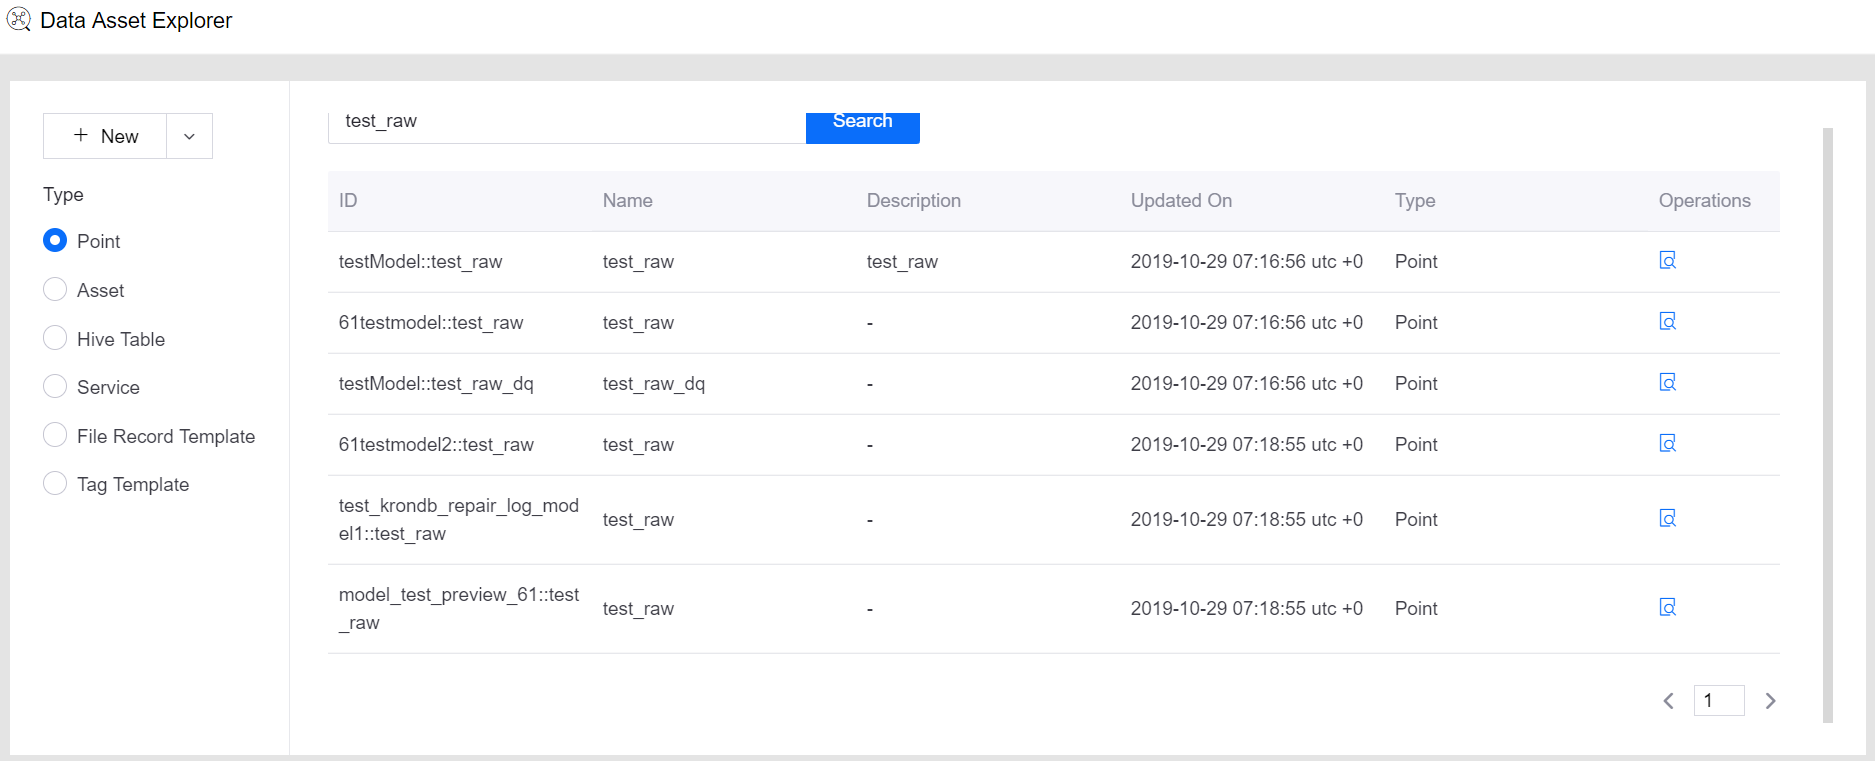 Data Asset Explorer
New
Type
Point
Asset
Hive Table
Service
File Record Template
Tag Template
test_raw Search
ID Name Description Updated On Type Operations
testModel::test_raw test_raw test_raw 2019-10-29 07:16:56 utc +0 Point
61testmodel::test_raw test_raw - 2019-10-29 07:16:56 utc +0 Point
testModel::test_raw_dq test_raw_dq - 2019-10-29 07:16:56 utc +0 Point
61testmodel2::test_raw test_raw - 2019-10-29 07:18:55 utc +0 Point
test_krondb_repair_log_mod
el1::test_raw test_raw - 2019-10-29 07:18:55 utc +0 Point
model_test_preview_61::test
_raw test_raw - 2019-10-29 07:18:55 utc +0 Point
1